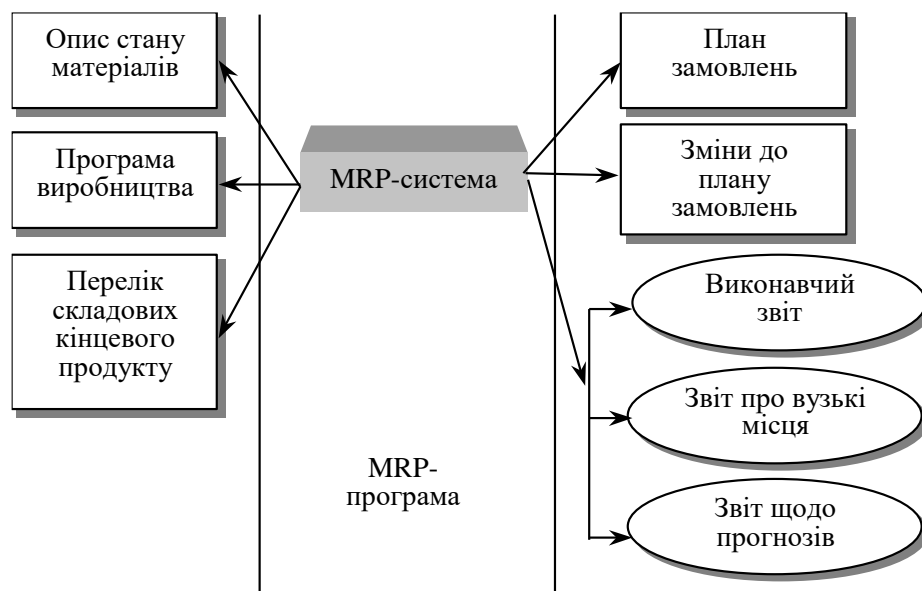 Опис стану
матеріалів
Програма
виробництва
Перелік
складових
кінцевого
продукту
MRP-система
MRP-
програма
План
замовлень
Зміни до
плану
замовлень
Виконавчий
звіт
Звіт про вузькі
місця
Звіт щодо
прогнозів